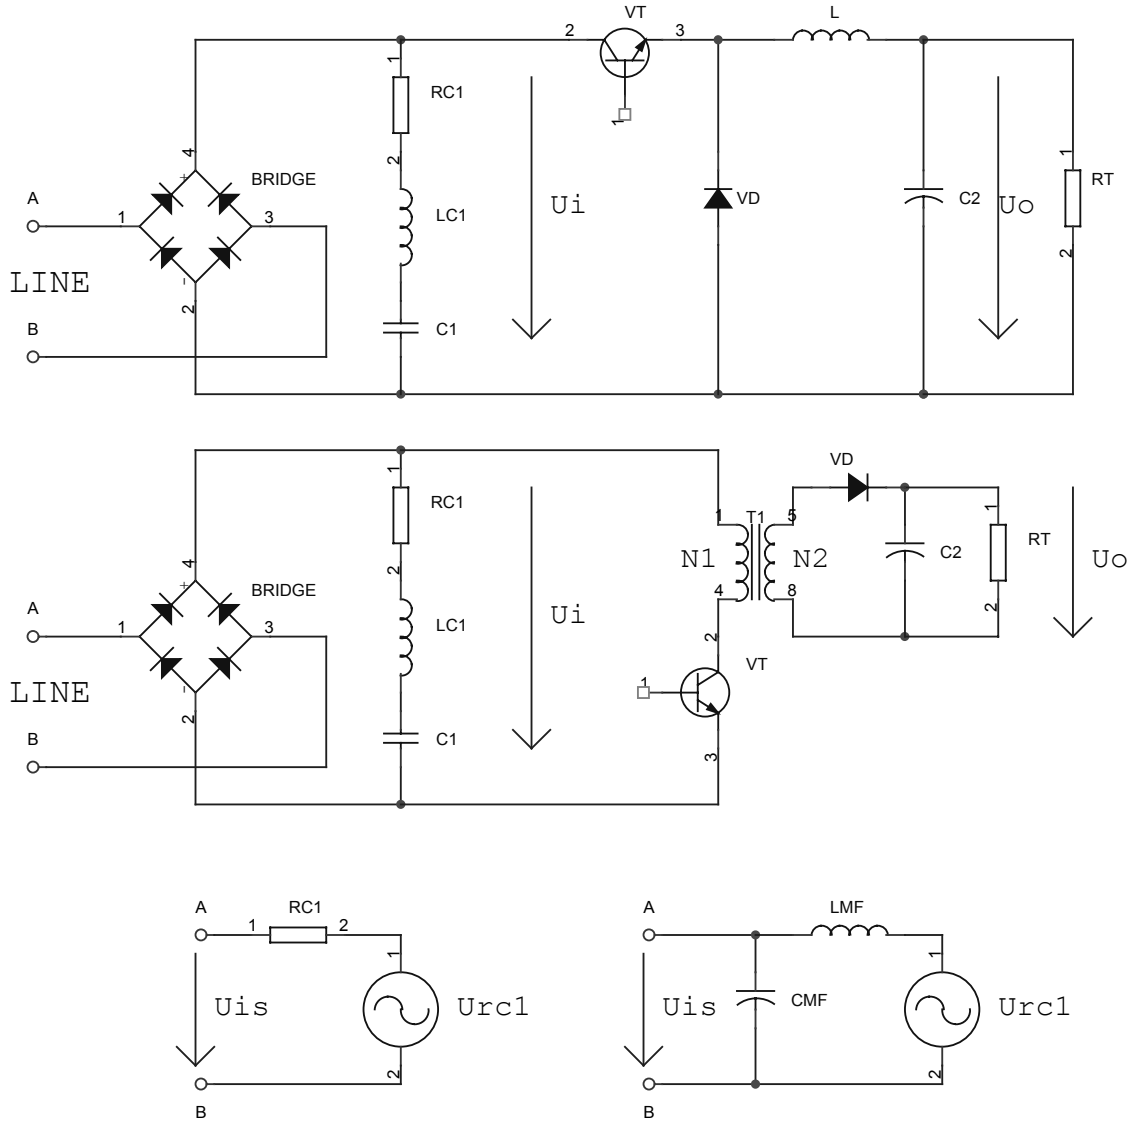 VT
L
2
3
1
RC1
1
2
BRIDGE
4
+
A
1
3
LC1
Ui
VD
C2
Uo
1
RT
2
LINE
-
2
B
C1
VD
1
RC1
1
T1
5
C2
1
RT
Uo
N1
N2
2
4
8
2
4
+
BRIDGE
A
1
3
LC1
Ui
2
VT
1
LINE
-
2
B
C1
3
A
1
RC1
2
1
Uis
Urc1
2
B
A
LMF
1
Uis
CMF
Urc1
2
B